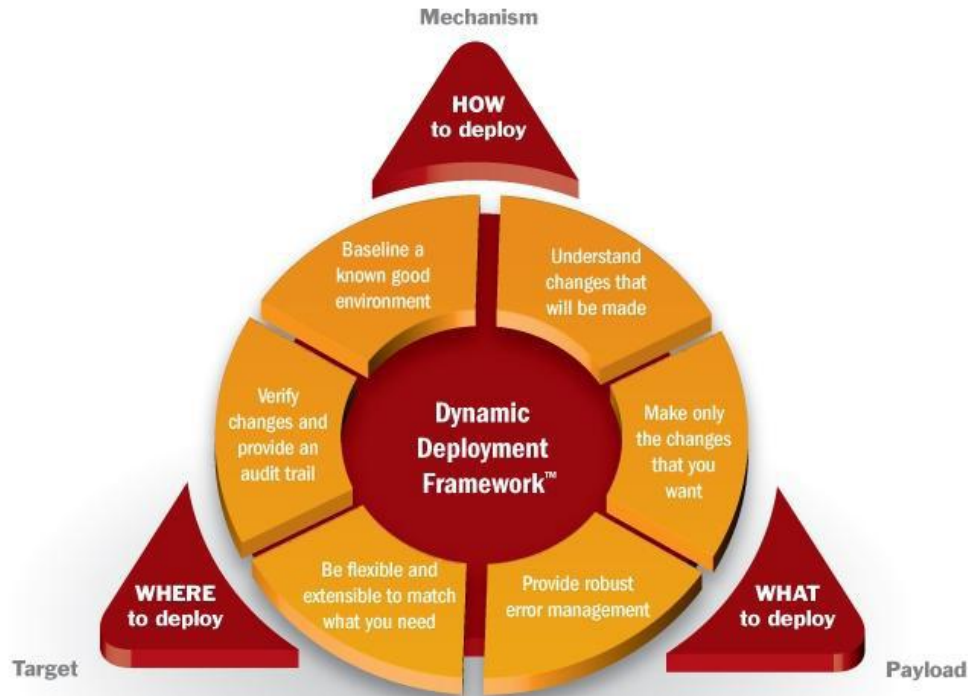 Mechanism
HOW
to deploy
Baseline a
known good
environment
Understand
changes that
will be made
Verify
changes and
provide an
audit trail
Dynamic
Deployment
Framework™
Make only
the changes
that you
want
Be flexible and
extensible to match
what you need
Provide robust
error management
WHERE
to deploy
WHAT
to deploy
Target
Payload